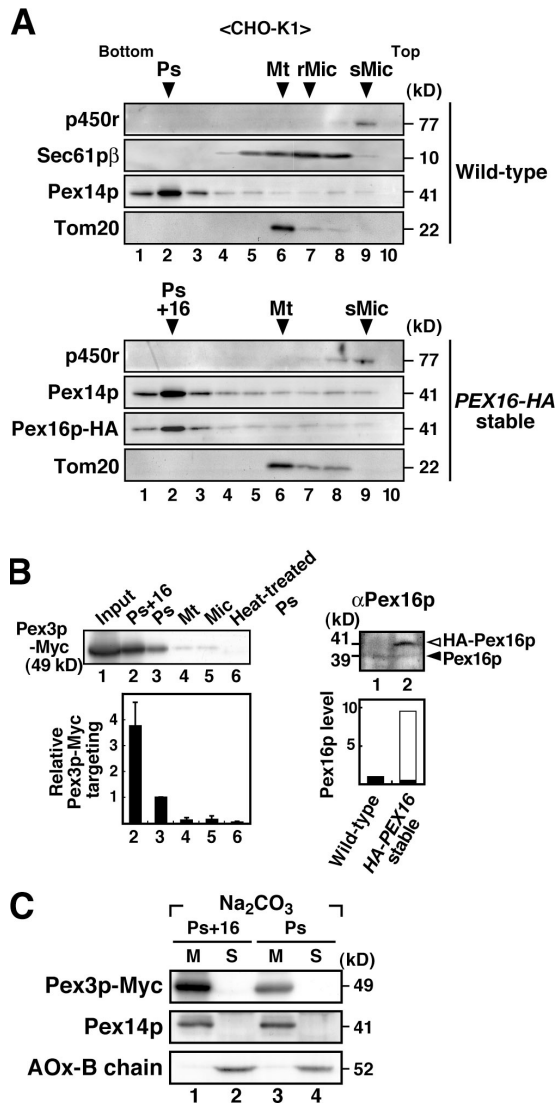 A
<CHO-K1>
Bottom Top
Ps Mt rMic sMic (kD)
p450r 77
Sec61pβ 10
Pex14p 41
Tom20 22
Wild-type
1 2 3 4 5 6 7 8 9 10
Ps
+16 Mt sMic (kD)
p450r 77
Pex14p 41
Pex16p-HA 41
Tom20 22
PEX16-HA
stable
1 2 3 4 5 6 7 8 9 10
B
Input Ps+16 Ps Mt Mic Heat-treated
Ps
Pex3p
-Myc
(49 kD)
1 2 3 4 5 6
Relative
Pex3p-Myc
targeting
4
3
2
1
2 3 4 5 6
αPex16p
(kD)
41 HA-Pex16p
39 Pex16p
1 2
Pex16p level
10
5
Wild-type
HA-PEX16
stable
C
Na2CO3
Ps+16 Ps
M S M S (kD)
Pex3p-Myc 49
Pex14p 41
AOx-B chain 52
1 2 3 4